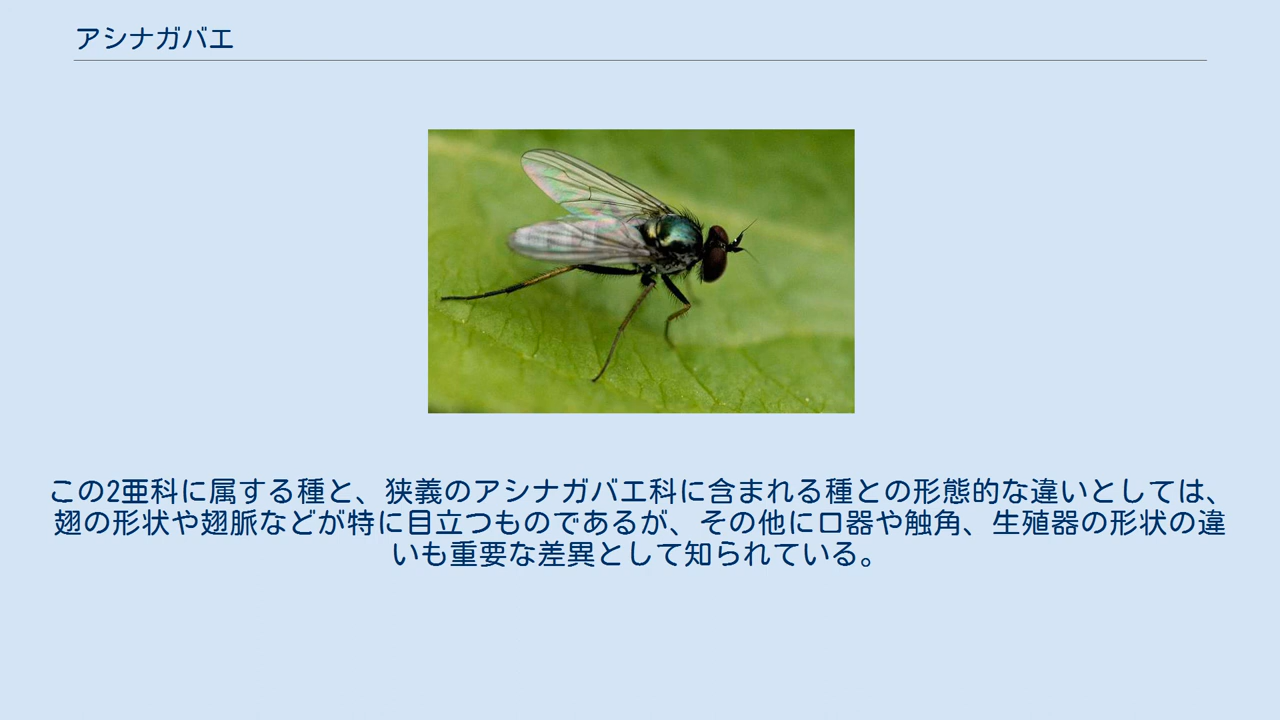 アシナガバエ
この2亜科に属する種と、狭義のアシナガバエ科に含まれる種との形態的な違いとしては、
翅の形状や翅脈などが特に目立つものであるが、その他に口器や触角、生殖器の形状の違
いも重要な差異として知られている。